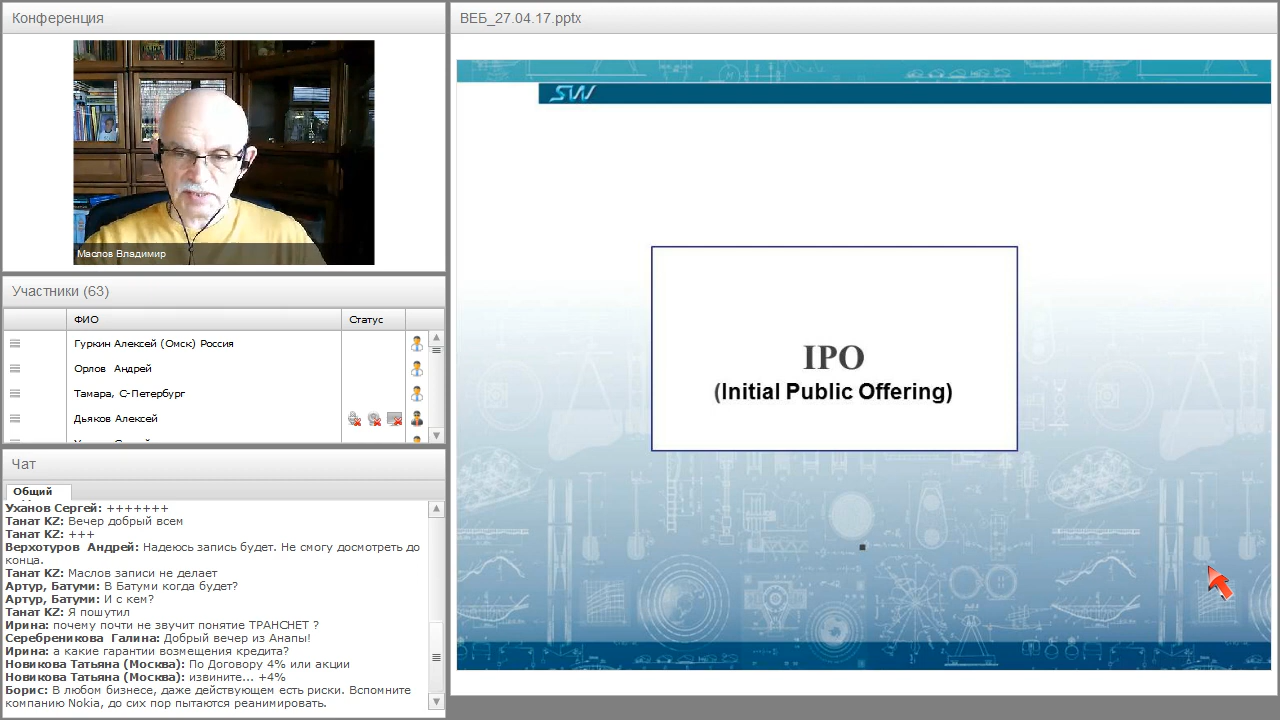 Конференция
Маслов Владимир
Участники (63)
ФИО
Статус
Гуркин Алексей (Омск) Россия
Орлов Андрей
Тамара, С-Петербург
Дьяков Алексей
Чат
Общий
Уханов Сергей: +++++++
Танат KZ: Вечер добрый всем
Танат KZ: +++
Верхотуров Андрей: Надеюсь запись будет. Не смогу досмотреть до
конца.
Танат KZ: Маслов записи не делает
Артур, Батуми: В Батуми когда будет?
Артур, Батуми: И с кем?
Танат KZ: Я пошутил
Ирина: почему почти не звучит понятие ТРАНСНЕТ ?
Серебреникова Галина: Добрый вечер из Анапы!
Ирина: а какие гарантии возмещения кредита?
Новикова Татьяна (Москва): По Договору 4% или акции
Новикова Татьяна (Москва): извините... +4%
Борис: В любом бизнесе, даже действующем есть риски. Вспомните
компанию Nokia, до сих пор пытаются реанимировать.
ВЕБ_27.04.17.pptx
SW
IPO
(Initial Public Offering)